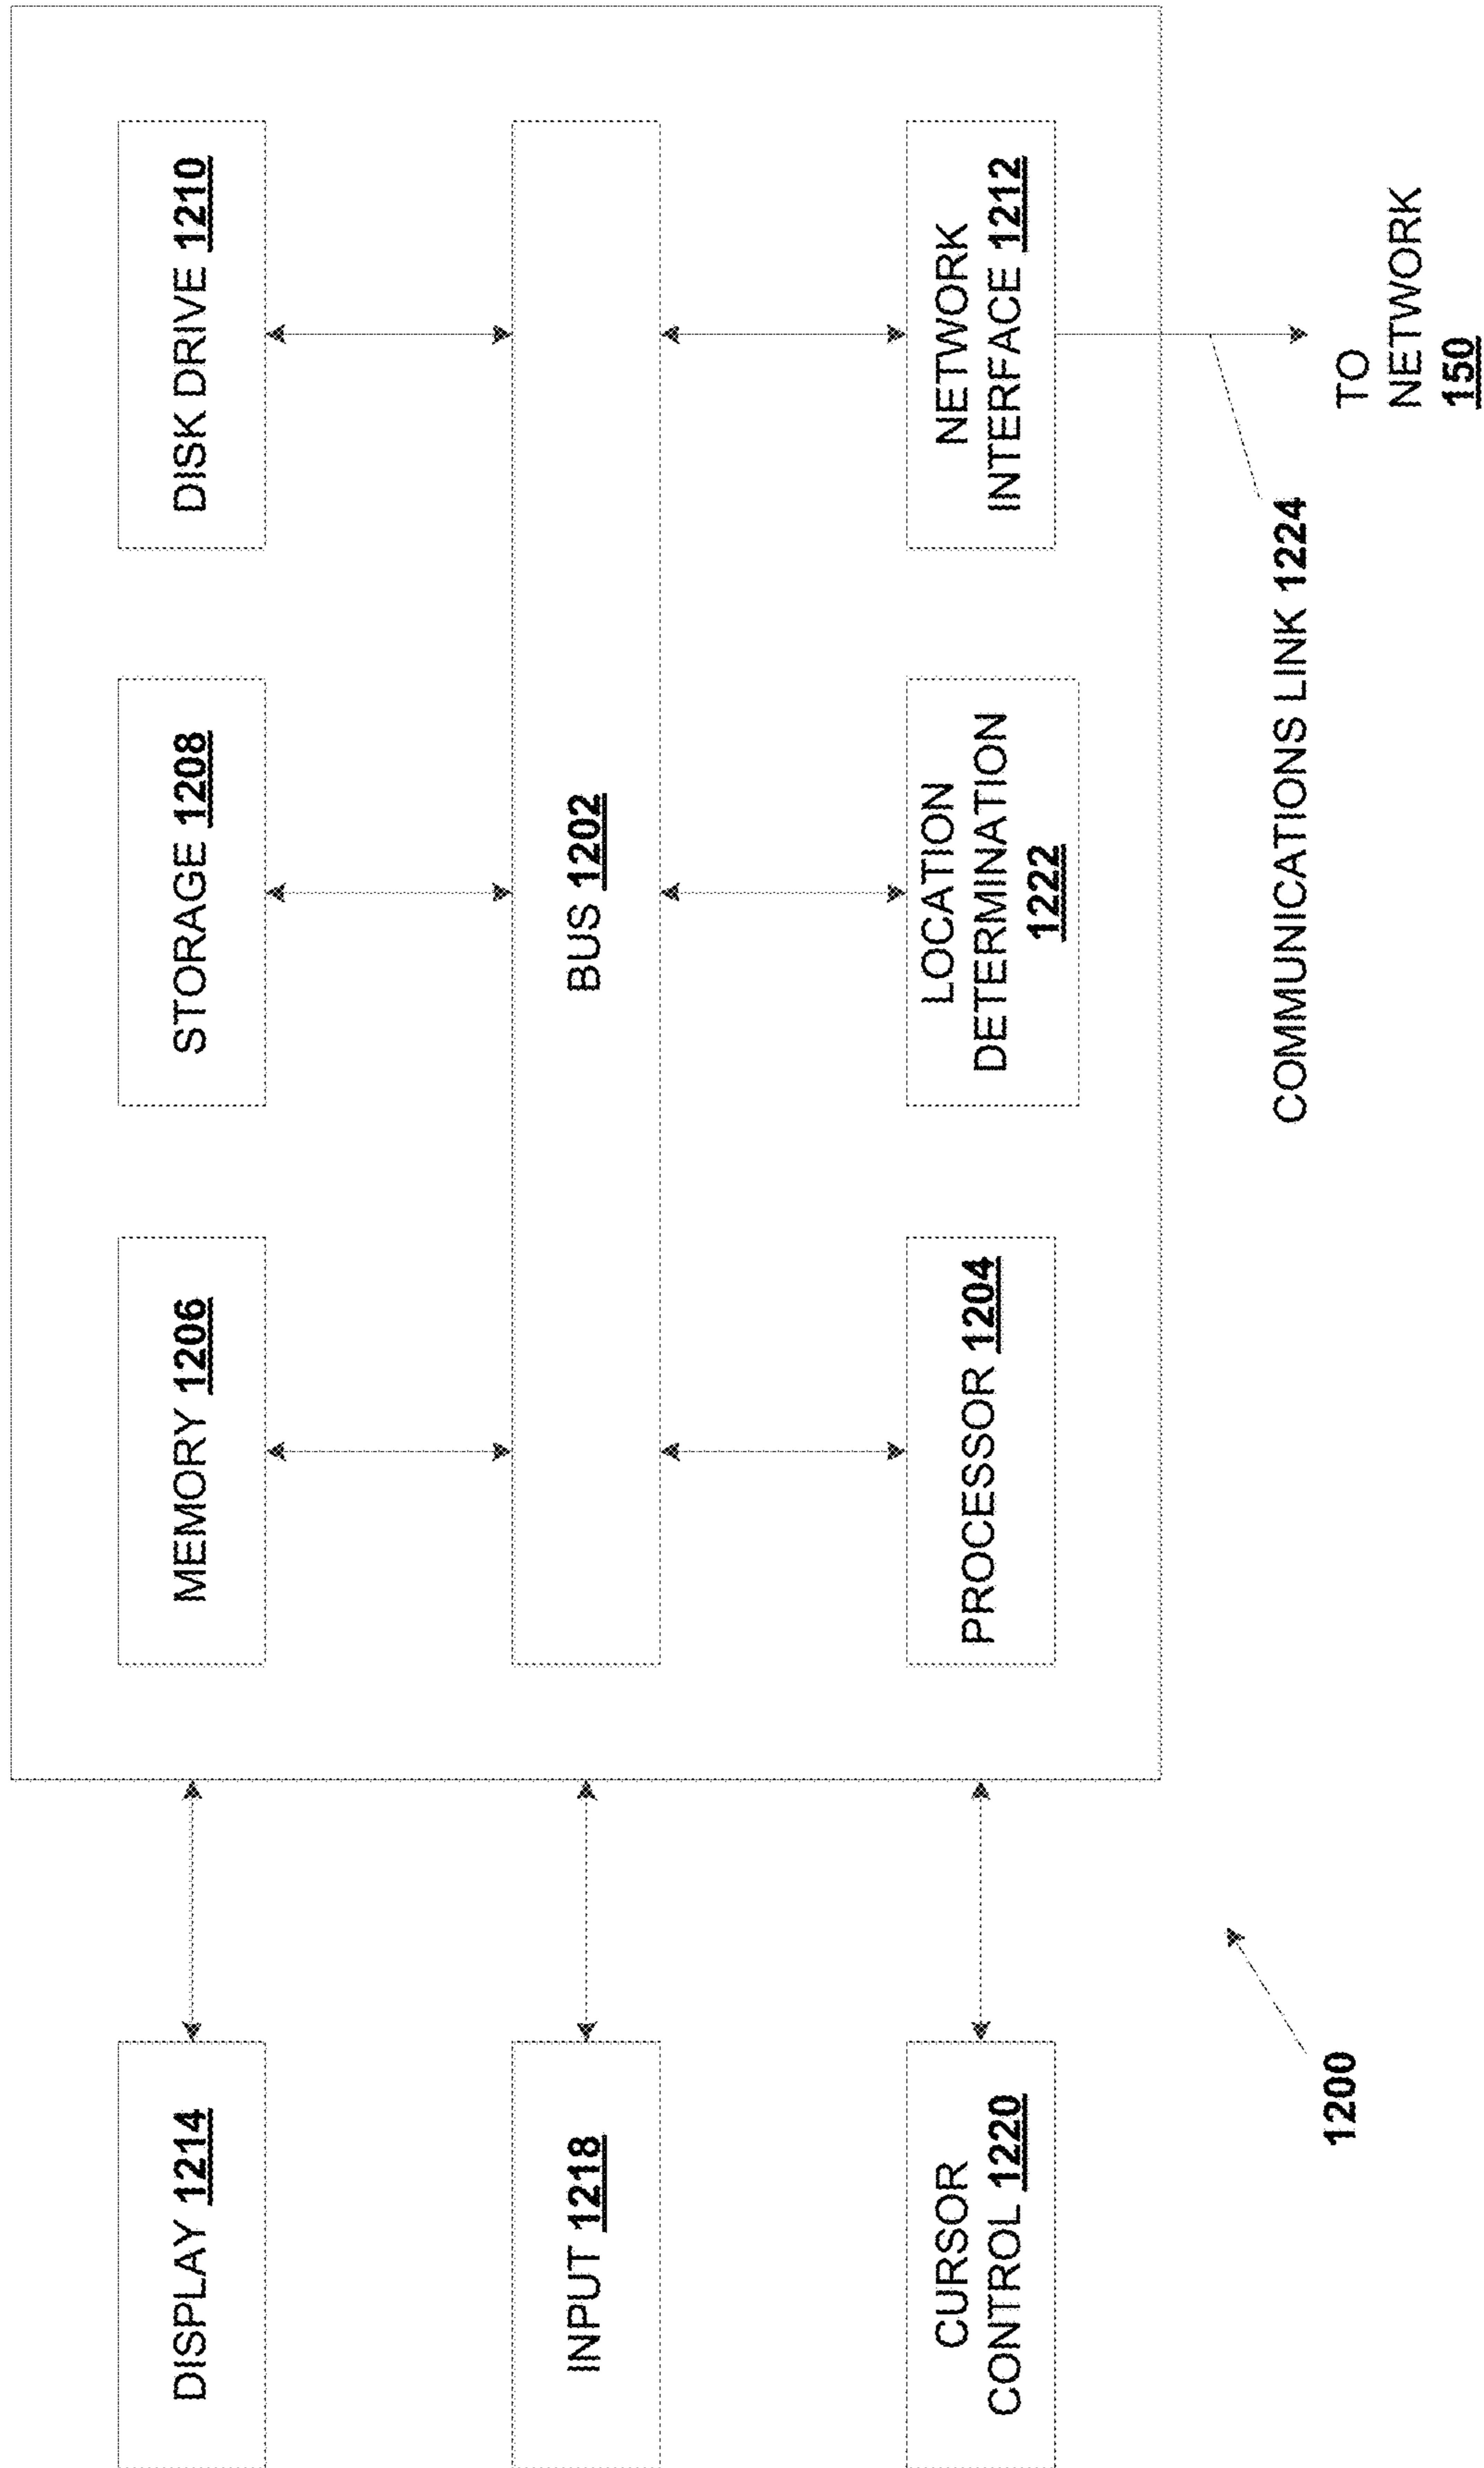 DISPLAY 1214
MEMORY 1206
STORAGE 1208
DISK DRIVE 1210
INPUT 1218
BUS 1202
CURSOR
CONTROL 1220
PROCESSOR 1204
LOCATION
DETERMINATION
1222
NETWORK
INTERFACE 1212
COMMUNICATIONS LINK 1224
1200
TO
NETWORK
150